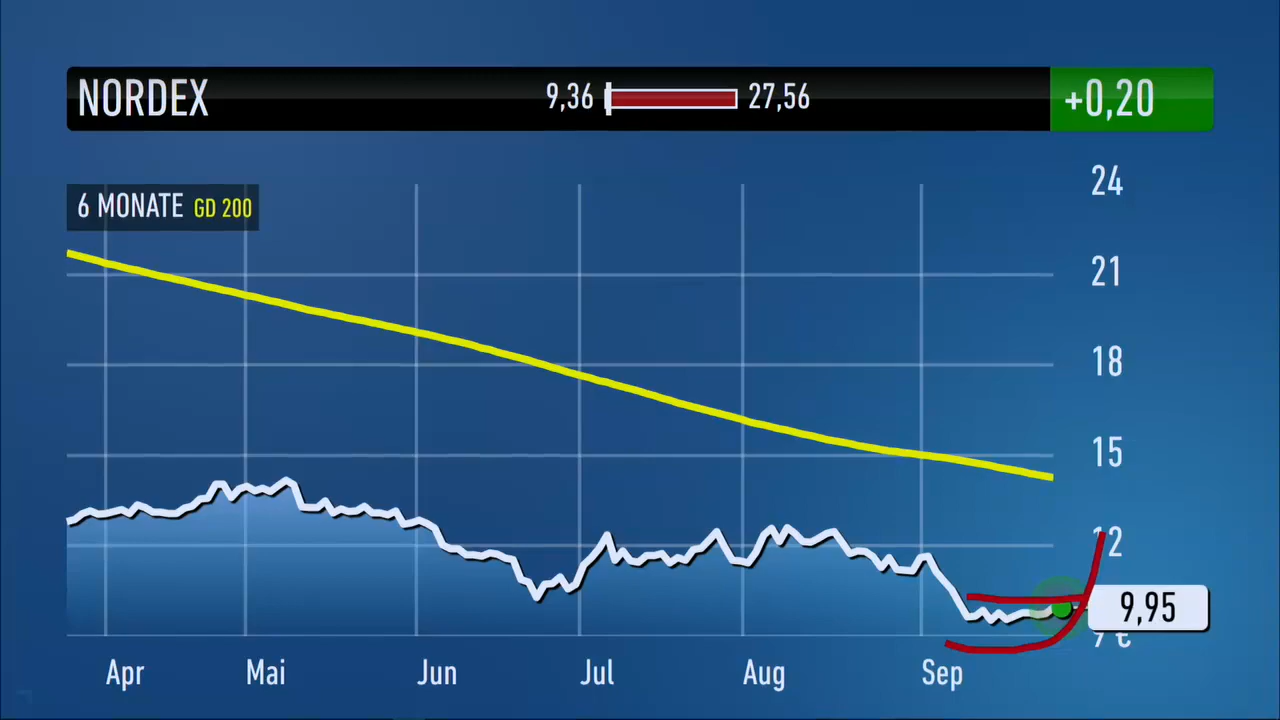 NORDEX 9,36 27,56 +0,20
6 MONATE GD 200
24
21
18
15
12
9,95
9 €
Apr Mai Jun Jul Aug Sep